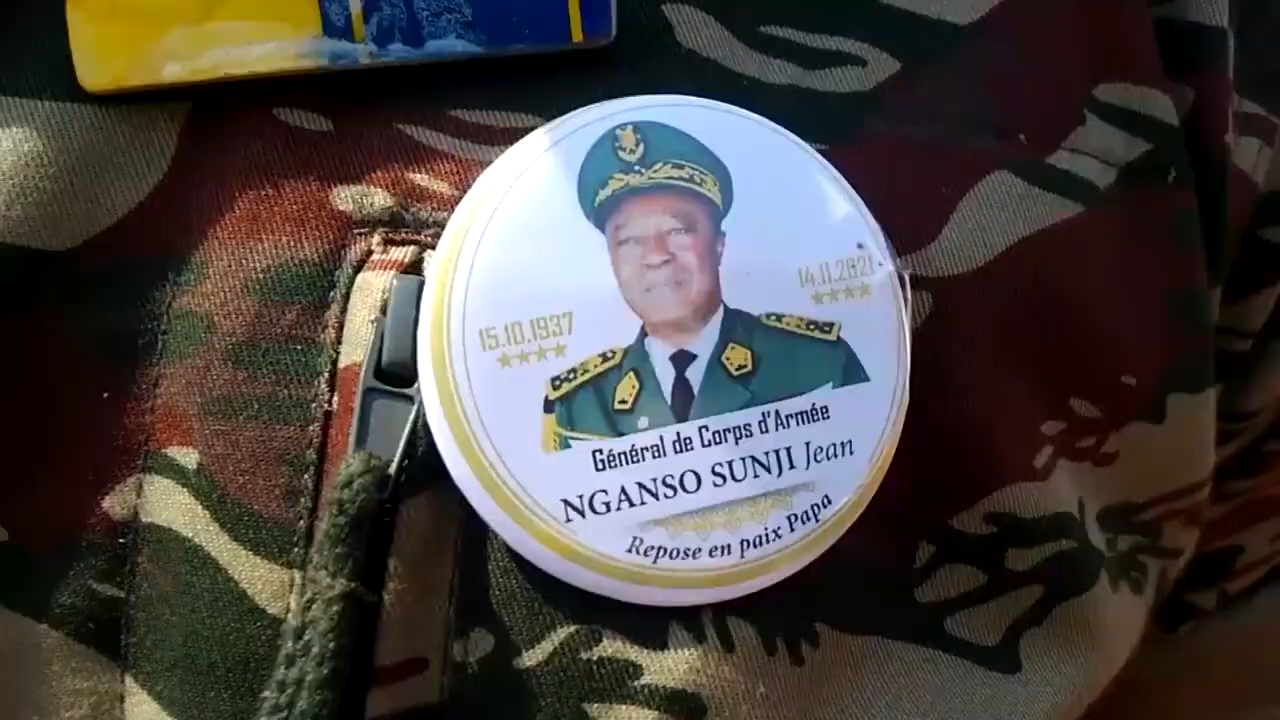 15.10.1937
14.11.2021
Général de Corps d'Armée
NGANSO SUNJI Jean
Repose en paix Papa